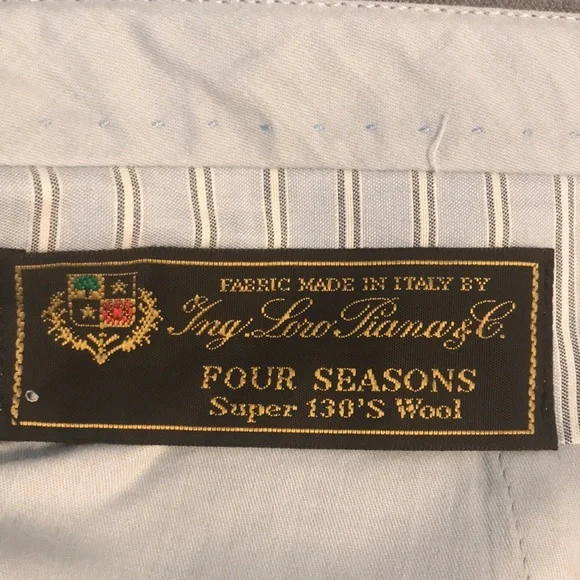 FABRIC MADE IN ITALY BY
Ing. Loro Piana & C.
FOUR SEASONS
Super 130'S Wool